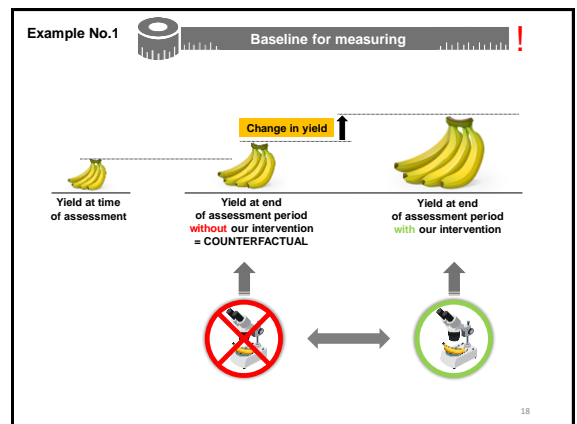 Example No.1
Baseline for measuring
!
Change in yield
Yield at time
of assessment
Yield at end
of assessment period
without our intervention
= COUNTERFACTUAL
Yield at end
of assessment period
with our intervention
18